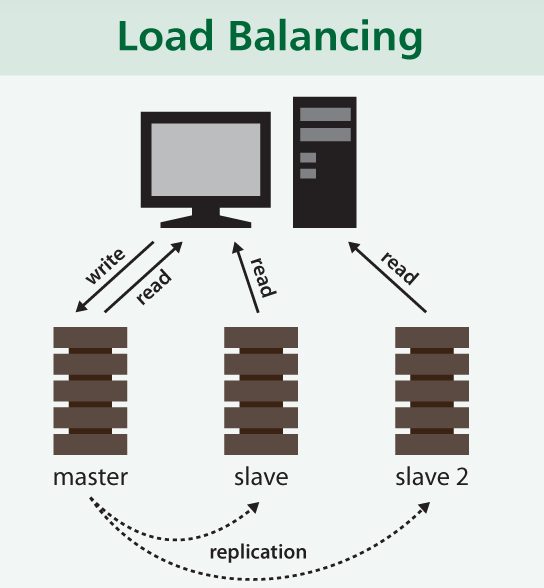 Load Balancing
write
read
read
read
master
slave
slave 2
replication